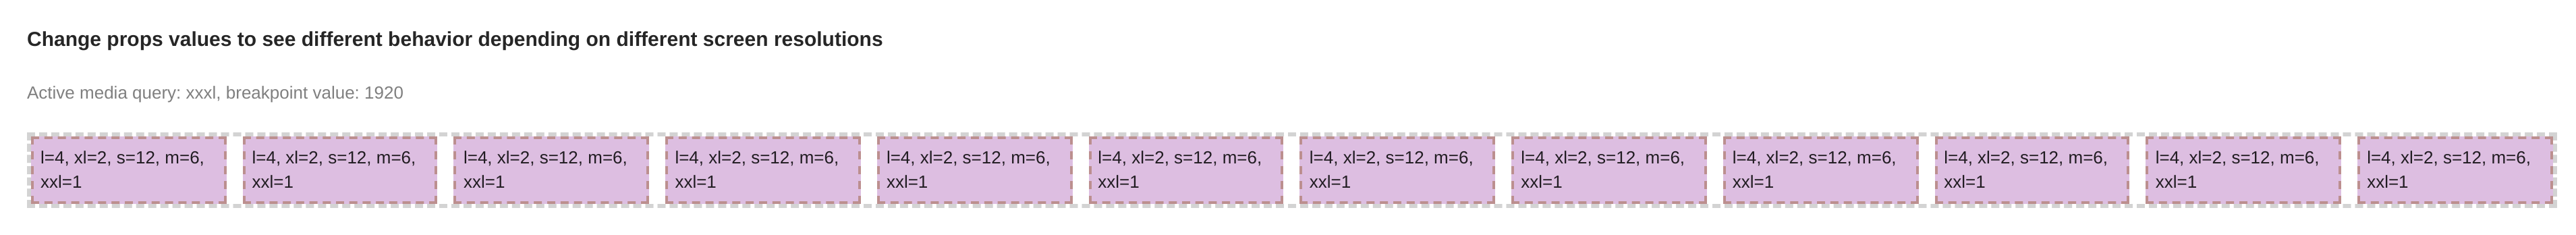 Change props values to see different behavior depending on different screen resolutions
Active media query: xxxl, breakpoint value: 1920
l=4, xl=2, s=12, m=6,
xxl=1
l=4, xl=2, s=12, m=6,
xxl=1
l=4, xl=2, s=12, m=6,
xxl=1
l=4, xl=2, s=12, m=6,
xxl=1
l=4, xl=2, s=12, m=6,
xxl=1
l=4, xl=2, s=12, m=6,
xxl=1
l=4, xl=2, s=12, m=6,
xxl=1
l=4, xl=2, s=12, m=6,
xxl=1
l=4, xl=2, s=12, m=6,
xxl=1
l=4, xl=2, s=12, m=6,
xxl=1
l=4, xl=2, s=12, m=6,
xxl=1
l=4, xl=2, s=12, m=6,
xxl=1